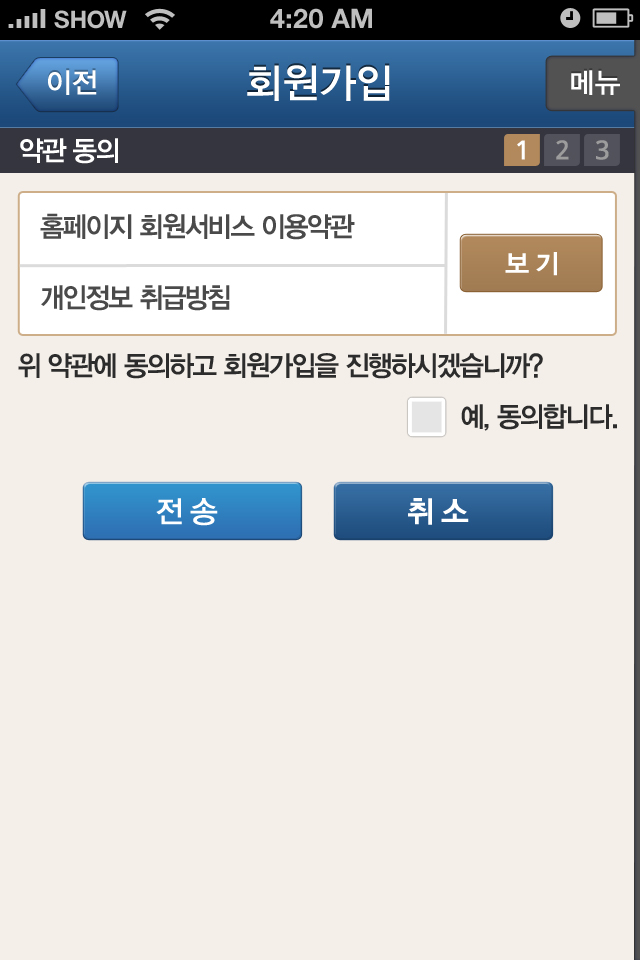 SHOW 4:20 AM
이전 회원가입 메뉴
약관 동의 1 2 3
홈페이지 회원서비스 이용약관
보기
개인정보 취급방침
위 약관에 동의하고 회원가입을 진행하시겠습니까?
예, 동의합니다.
전송 취소